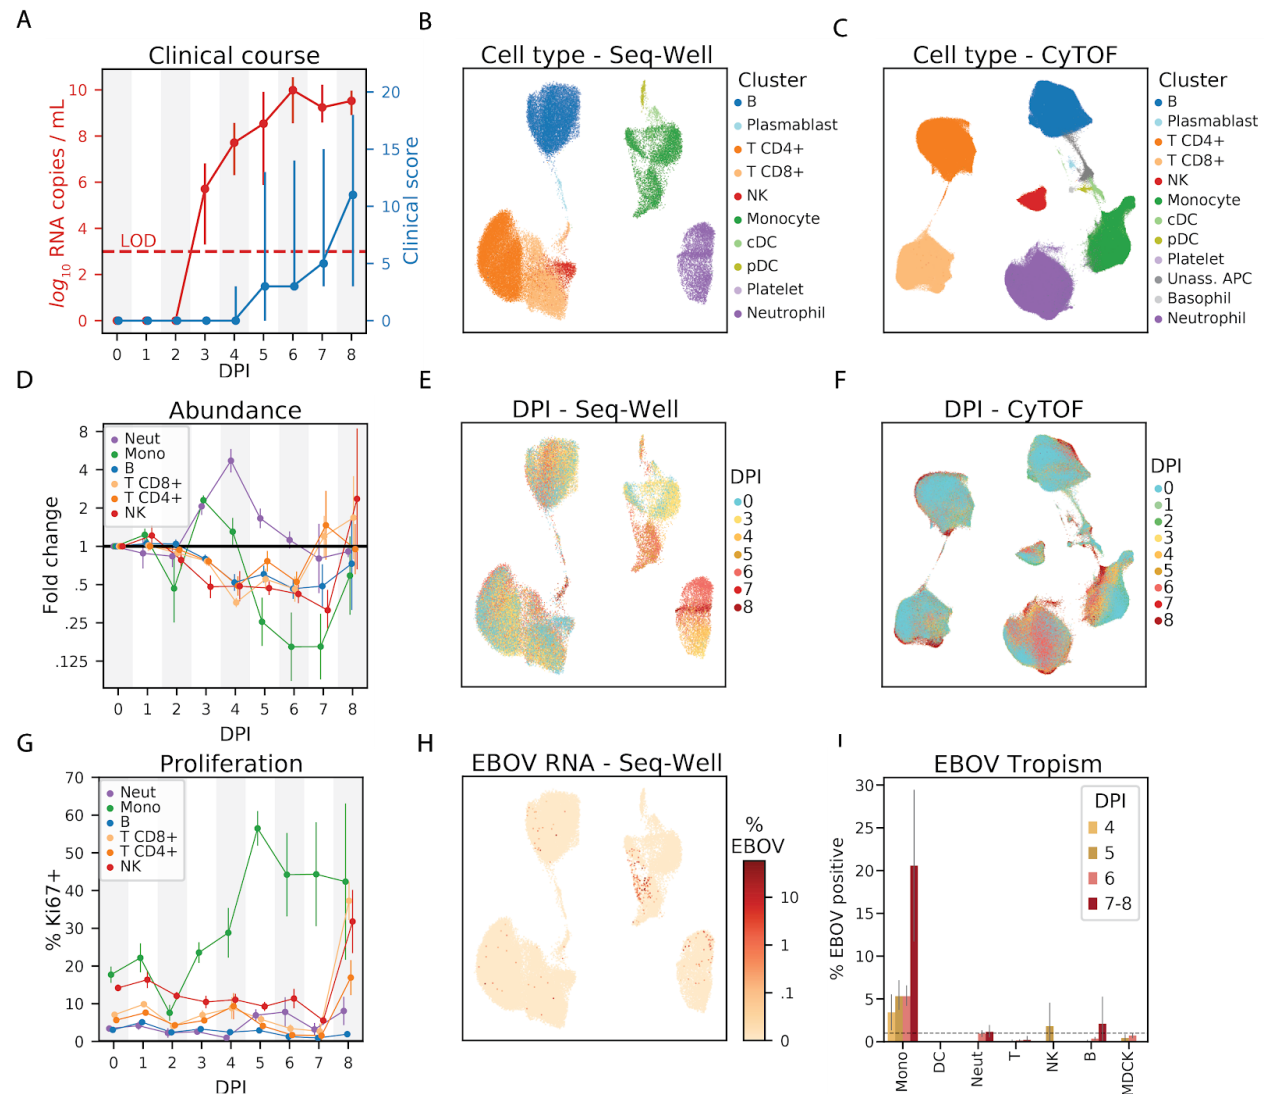 A
Clinical course
log10 RNA copies / mL
10
8
6
4
2
0
LOD
20
15
10
5
0
Clinical score
0 1 2 3 4 5 6 7 8
DPI
B
Cell type - Seq-Well
Cluster
B
Plasmablast
T CD4+
T CD8+
NK
Monocyte
cDC
pDC
Platelet
Neutrophil
C
Cell type - CyTOF
Cluster
B
Plasmablast
T CD4+
T CD8+
NK
Monocyte
cDC
pDC
Platelet
Unass. APC
Basophil
Neutrophil
D
Abundance
Fold change
8
4
2
1
.5
.25
.125
Neut
Mono
B
T CD8+
T CD4+
NK
0 1 2 3 4 5 6 7 8
DPI
E
DPI - Seq-Well
DPI
0
3
4
5
6
7
8
F
DPI - CyTOF
DPI
0
1
2
3
4
5
6
7
8
G
Proliferation
% Ki67+
70
60
50
40
30
20
10
0
Neut
Mono
B
T CD8+
T CD4+
NK
0 1 2 3 4 5 6 7 8
DPI
H
EBOV RNA - Seq-Well
%
EBOV
10
1
.1
0
I
EBOV Tropism
% EBOV positive
30
25
20
15
10
5
0
DPI
4
5
6
7-8
Mono
DC
Neut
T
NK
B
MDCK